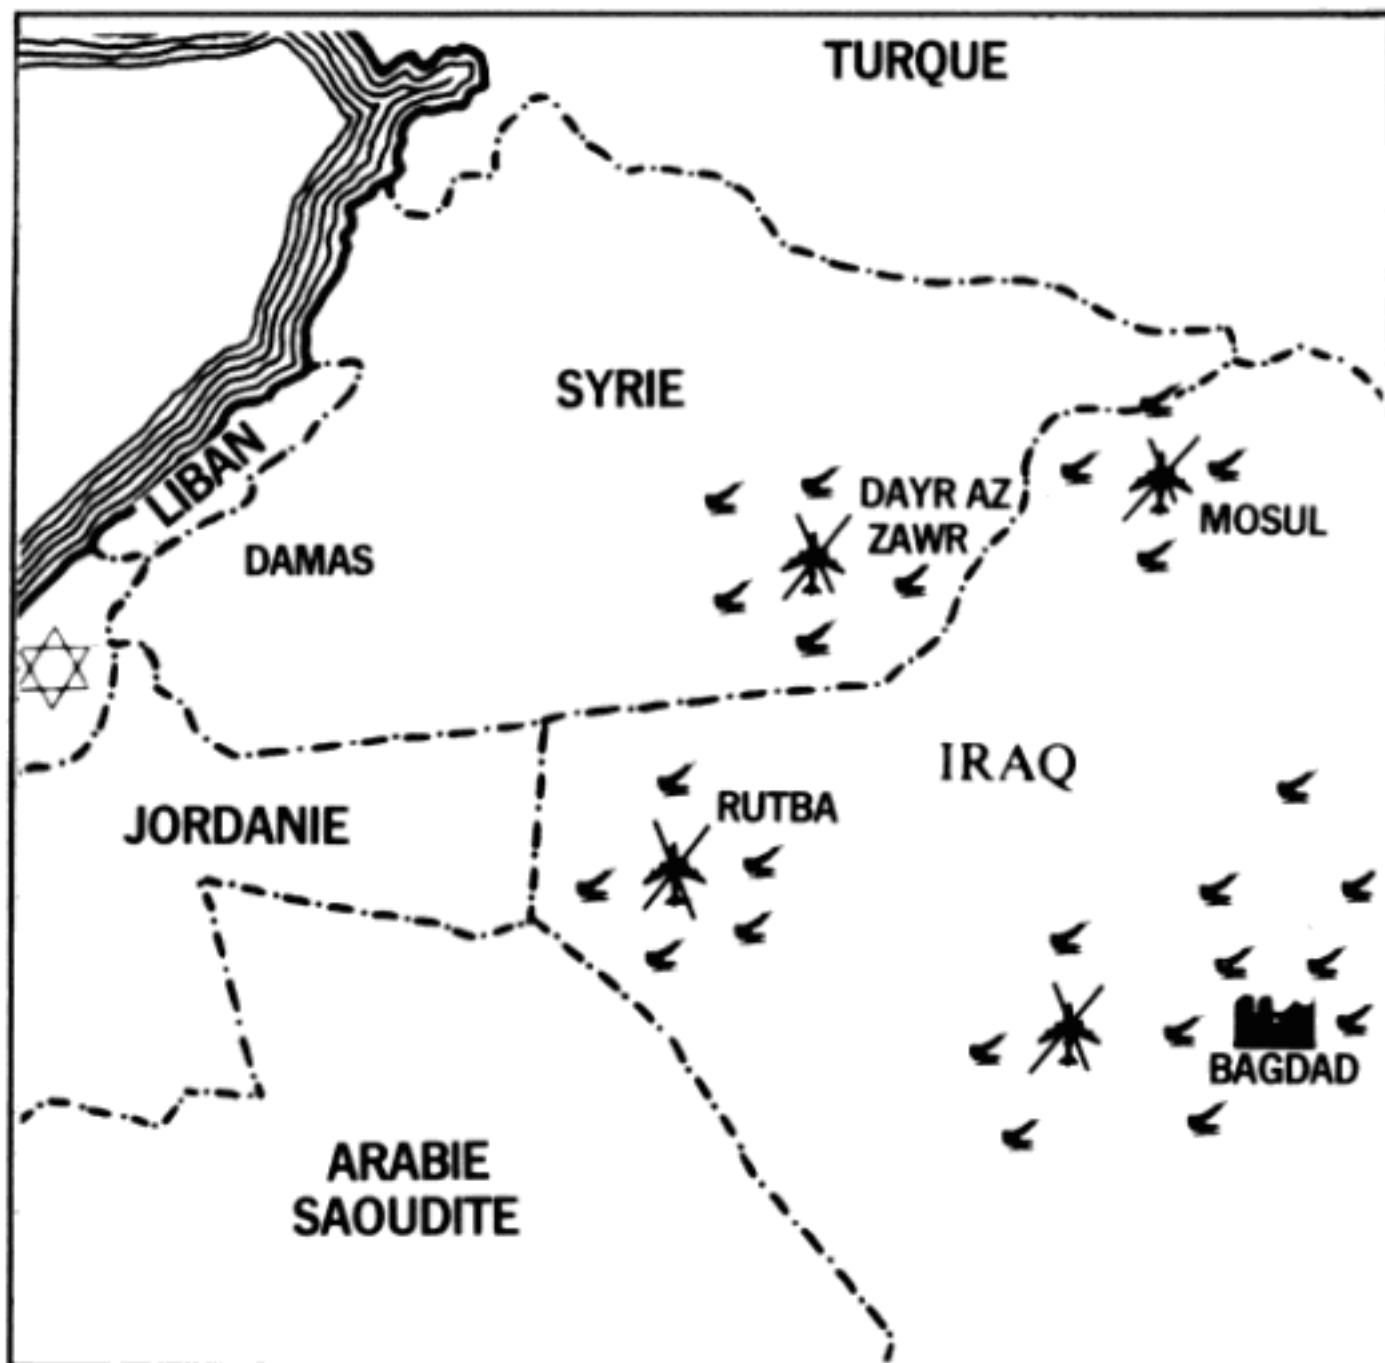 TURQUE
SYRIE
LIBAN
DAYR AZ
ZAWR
MOSUL
DAMAS
IRAQ
RUTBA
JORDANIE
BAGDAD
ARABIE
SAOUDITE